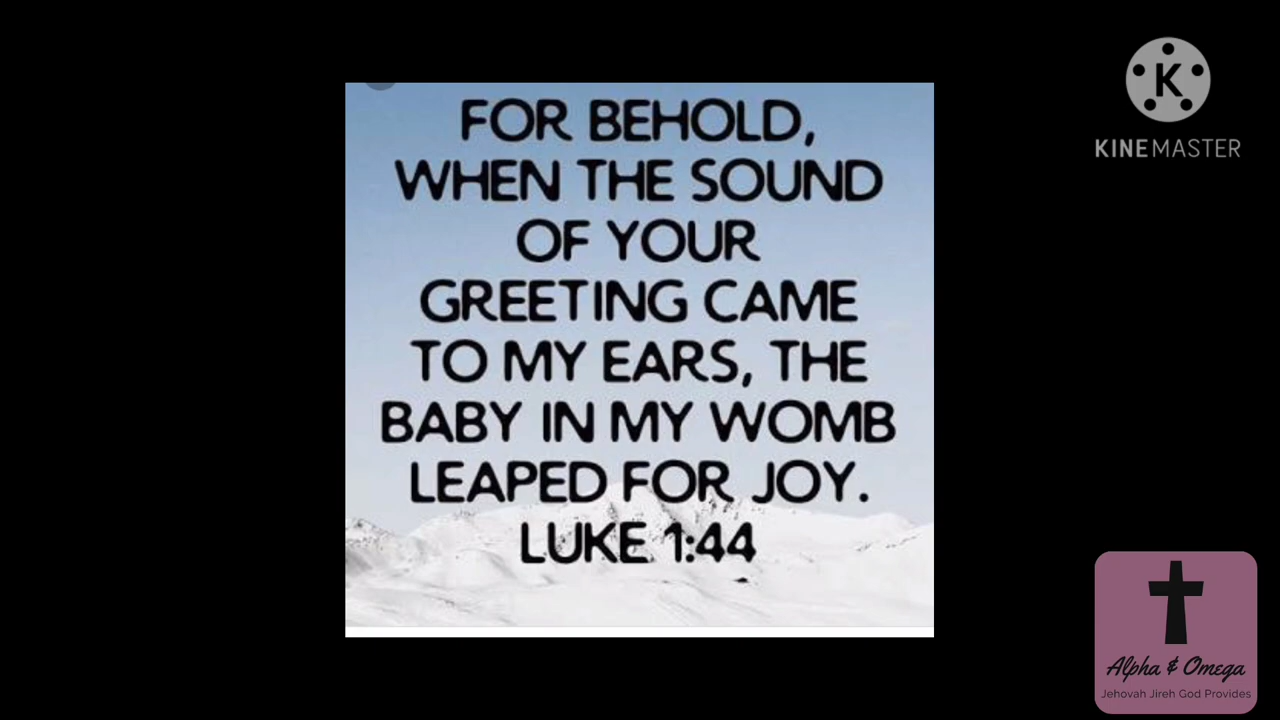 FOR BEHOLD,
WHEN THE SOUND
OF YOUR
GREETING CAME
TO MY EARS, THE
BABY IN MY WOMB
LEAPED FOR JOY.
LUKE 1:44
K
KINEMASTER
Alpha & Omega
Jehovah Jireh God Provides